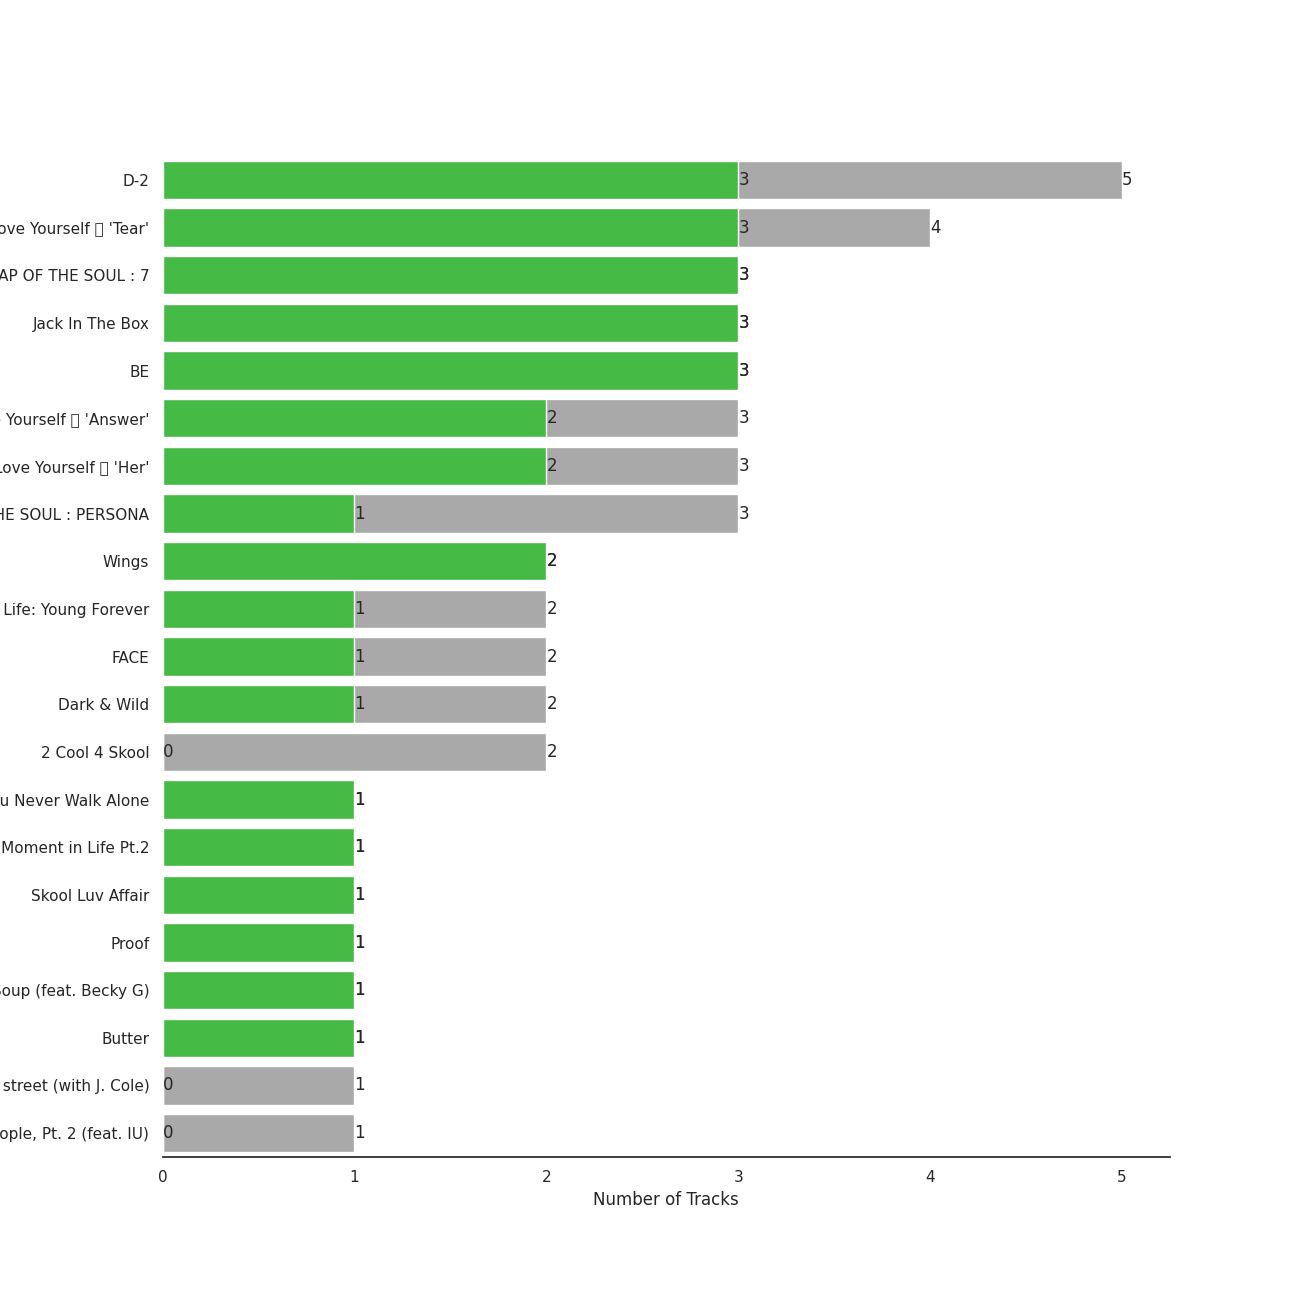 D-2 3 5
ove Yourself 'Tear' 3 4
AP OF THE SOUL : 7 3
Jack In The Box 3
BE 3
Yourself 'Answer' 2 3
Love Yourself 'Her' 2 3
HE SOUL : PERSONA 1 3
Wings 2
Life: Young Forever 1 2
FACE 1 2
Dark & Wild 1 2
2 Cool 4 Skool 0 2
u Never Walk Alone 1
Moment in Life Pt.2 1
Skool Luv Affair 1
Proof 1
Soup (feat. Becky G) 1
Butter 1
street (with J. Cole) 0 1
ople, Pt. 2 (feat. IU) 0 1
0 1 2 3 4 5
Number of Tracks